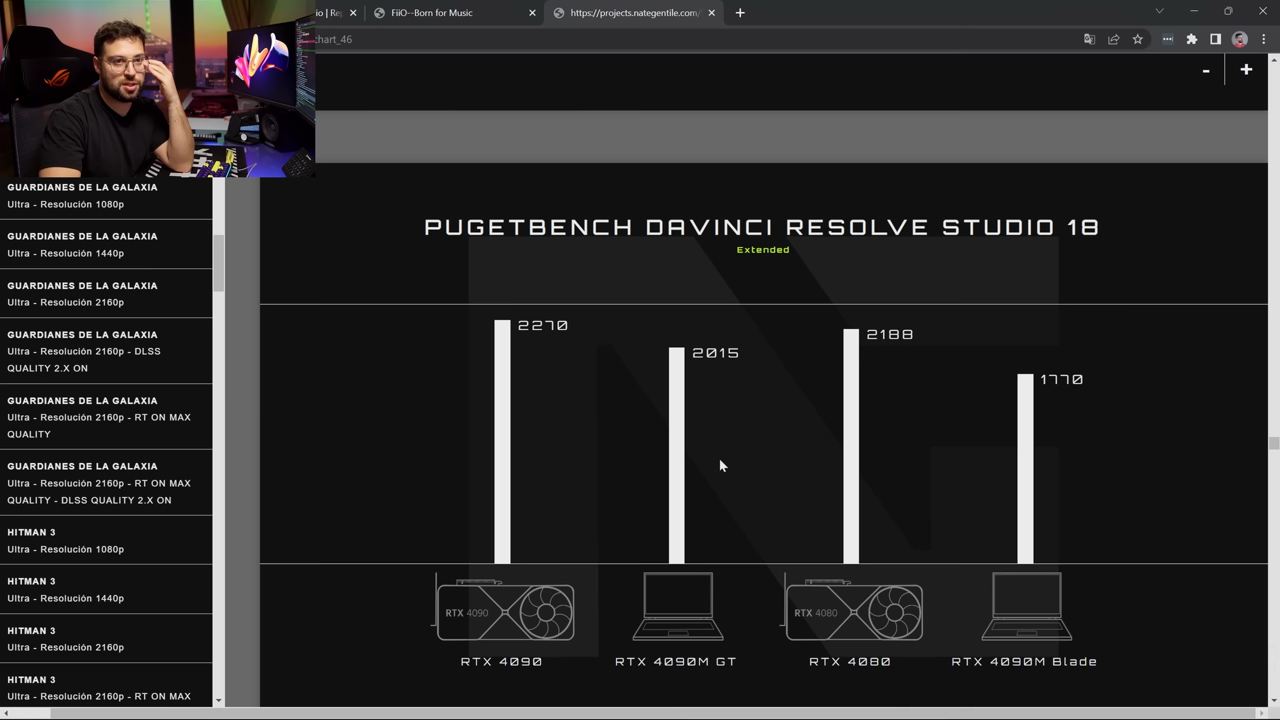 io | Re
FiiO--Born for Music
https://projects.nategentile.com/
chart_46
GUARDIANES DE LA GALAXIA
Ultra - Resolución 1080p
GUARDIANES DE LA GALAXIA
Ultra - Resolución 1440p
GUARDIANES DE LA GALAXIA
Ultra - Resolución 2160p
GUARDIANES DE LA GALAXIA
Ultra - Resolución 2160p - DLSS
QUALITY 2.X ON
GUARDIANES DE LA GALAXIA
Ultra - Resolución 2160p - RT ON MAX
QUALITY
GUARDIANES DE LA GALAXIA
Ultra - Resolución 2160p - RT ON MAX
QUALITY - DLSS QUALITY 2.X ON
HITMAN 3
Ultra - Resolución 1080p
HITMAN 3
Ultra - Resolución 1440p
HITMAN 3
Ultra - Resolución 2160p
HITMAN 3
Ultra - Resolución 2160p - RT ON MAX
- +
PUGETBENCH DAVINCI RESOLVE STUDIO 18
Extended
2270
2015
2188
1770
RTX 4090
RTX 4080
RTX 4090
RTX 4090M GT
RTX 4080
RTX 4090M Blade